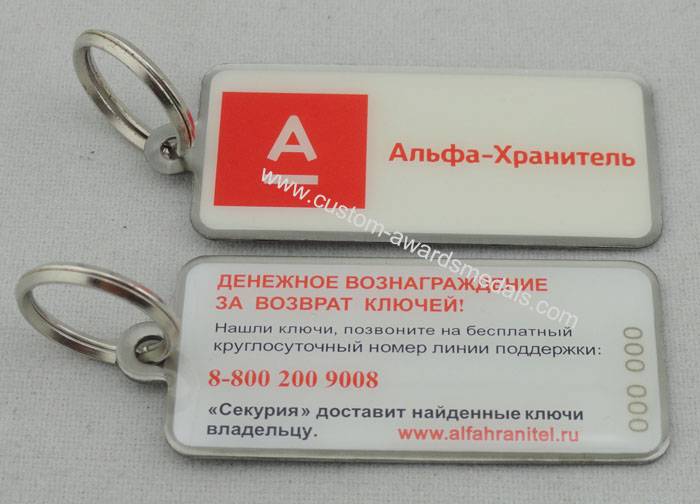 А
Альфа-Хранитель
www.custom-awardsmedals.com
ДЕНЕЖНОЕ ВОЗНАГРАЖДЕНИЕ
ЗА ВОЗВРАТ КЛЮЧЕЙ!
Нашли ключи, позвоните на бесплатный
круглосуточный номер линии поддержки:
8-800 200 9008
«Секурия» доставит найденные ключи
владельцу. www.alfahranitel.ru
000 000